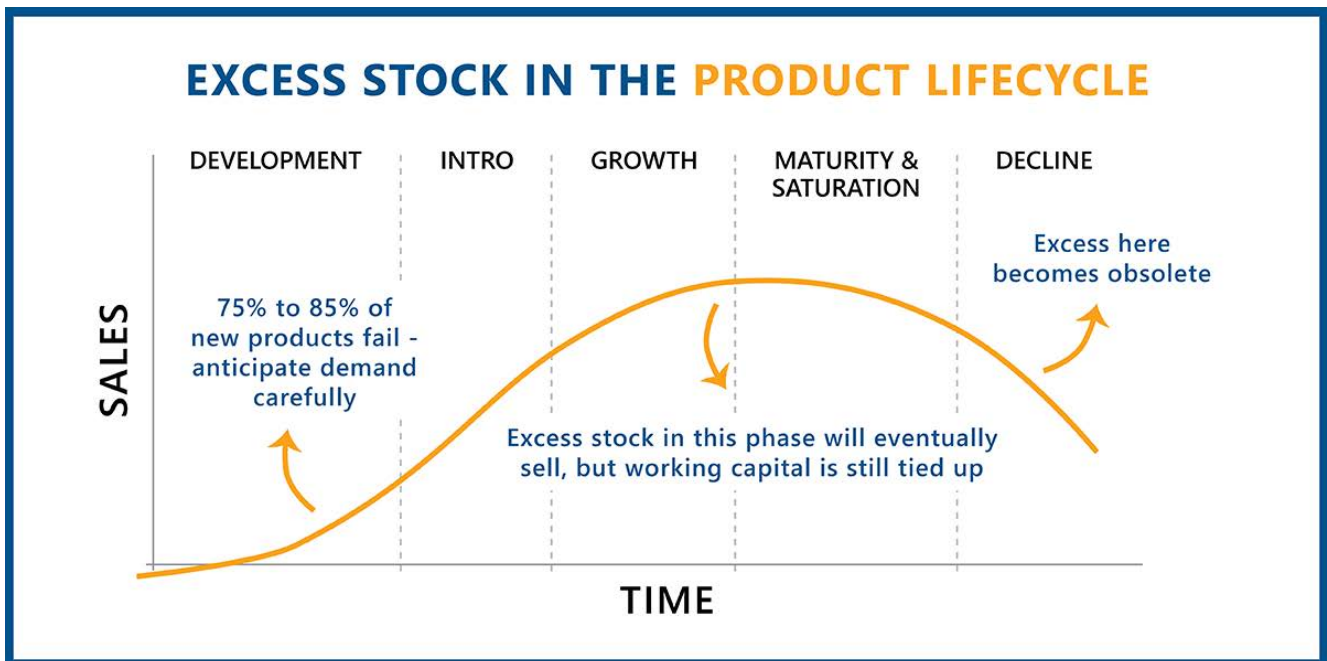 EXCESS STOCK IN THE PRODUCT LIFECYCLE
DEVELOPMENT
INTRO
GROWTH
MATURITY &
SATURATION
DECLINE
SALES
75% to 85% of
new products fail -
anticipate demand
carefully
Excess stock in this phase will eventually
sell, but working capital is still tied up
Excess here
becomes obsolete
TIME